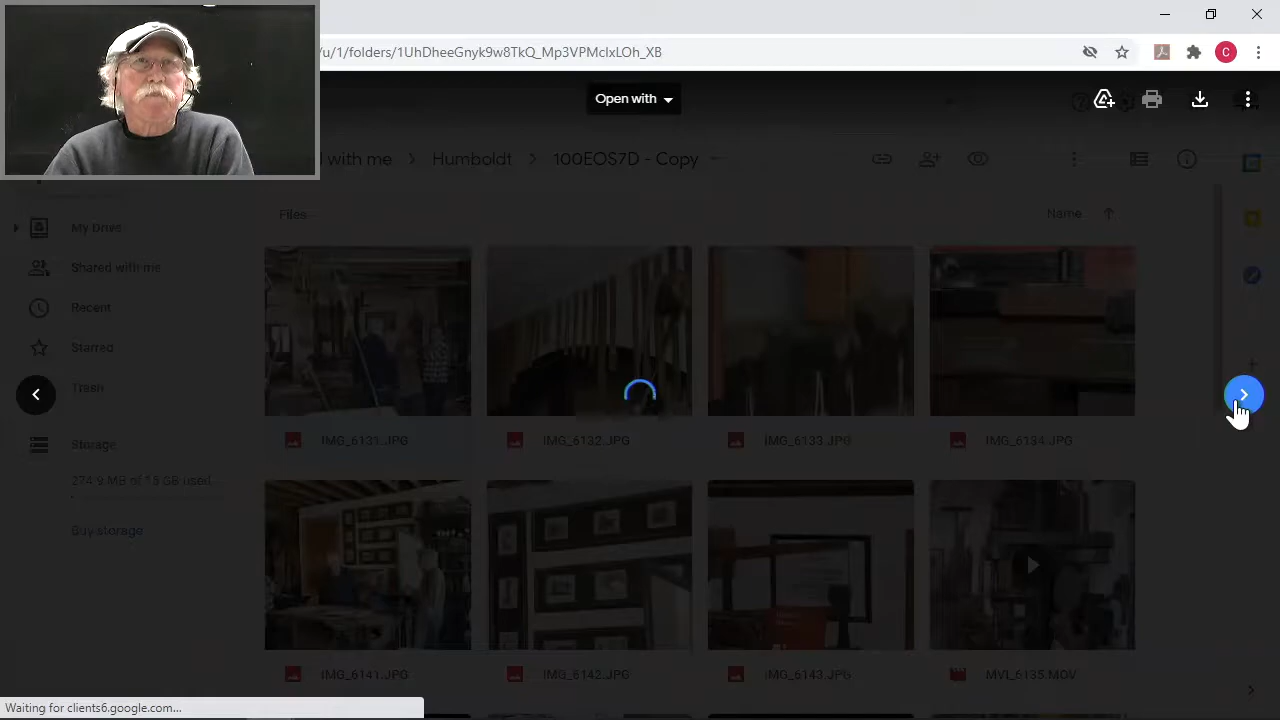 /u/1/folders/1UhDheeGnyk9w8TkQ_Mp3VPMclxLOh_XB
C
Open with
d with me > Humboldt > 100EOS7D - Copy
My Drive
Shared with me
Recent
Starred
Trash
Storage
274.9 MB of 15 GB used
Buy storage
Files
Name
IMG_6131.JPG
IMG_6132.JPG
IMG_6133.JPG
IMG_6134.JPG
IMG_6141.JPG
IMG_6142.JPG
IMG_6143.JPG
MVI_6135.MOV
Waiting for clients6.google.com...